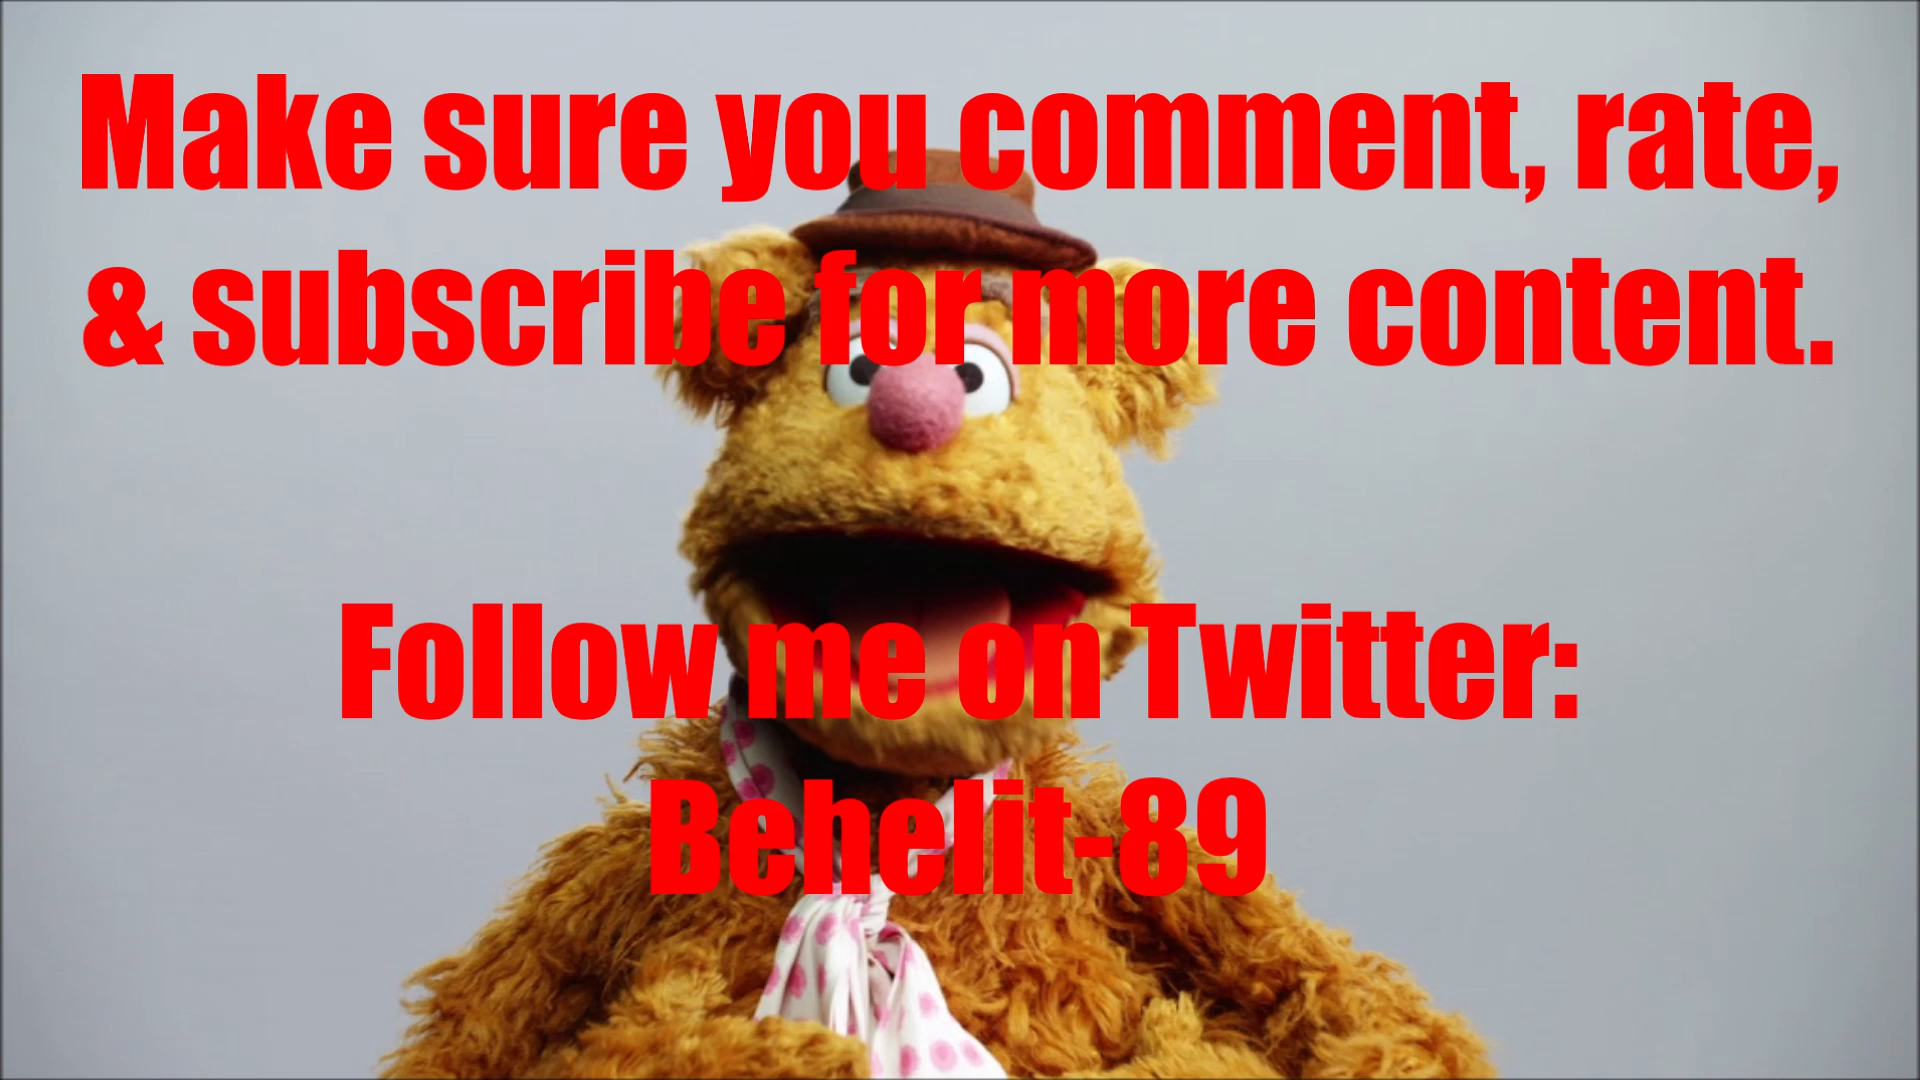 Make sure you comment, rate,
& subscribe for more content.
Follow me on Twitter:
Behelit-89